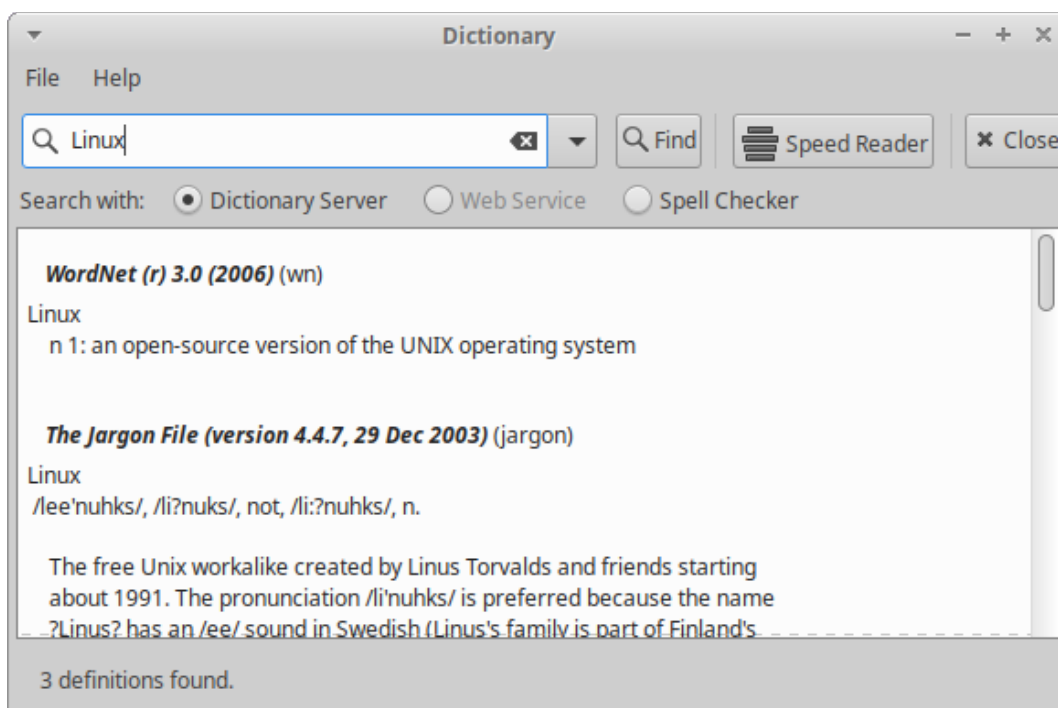 Dictionary
File Help
Linux Find Speed Reader Close
Search with: Dictionary Server Web Service Spell Checker
WordNet (r) 3.0 (2006) (wn)
Linux
n 1: an open-source version of the UNIX operating system
The Jargon File (version 4.4.7, 29 Dec 2003) (jargon)
Linux
/lee'nuhks/, /li?nuks/, not, /li:?nuhks/, n.
The free Unix workalike created by Linus Torvalds and friends starting
about 1991. The pronunciation /li'nuhks/ is preferred because the name
?Linus? has an /ee/ sound in Swedish (Linus's family is part of Finland's
3 definitions found.